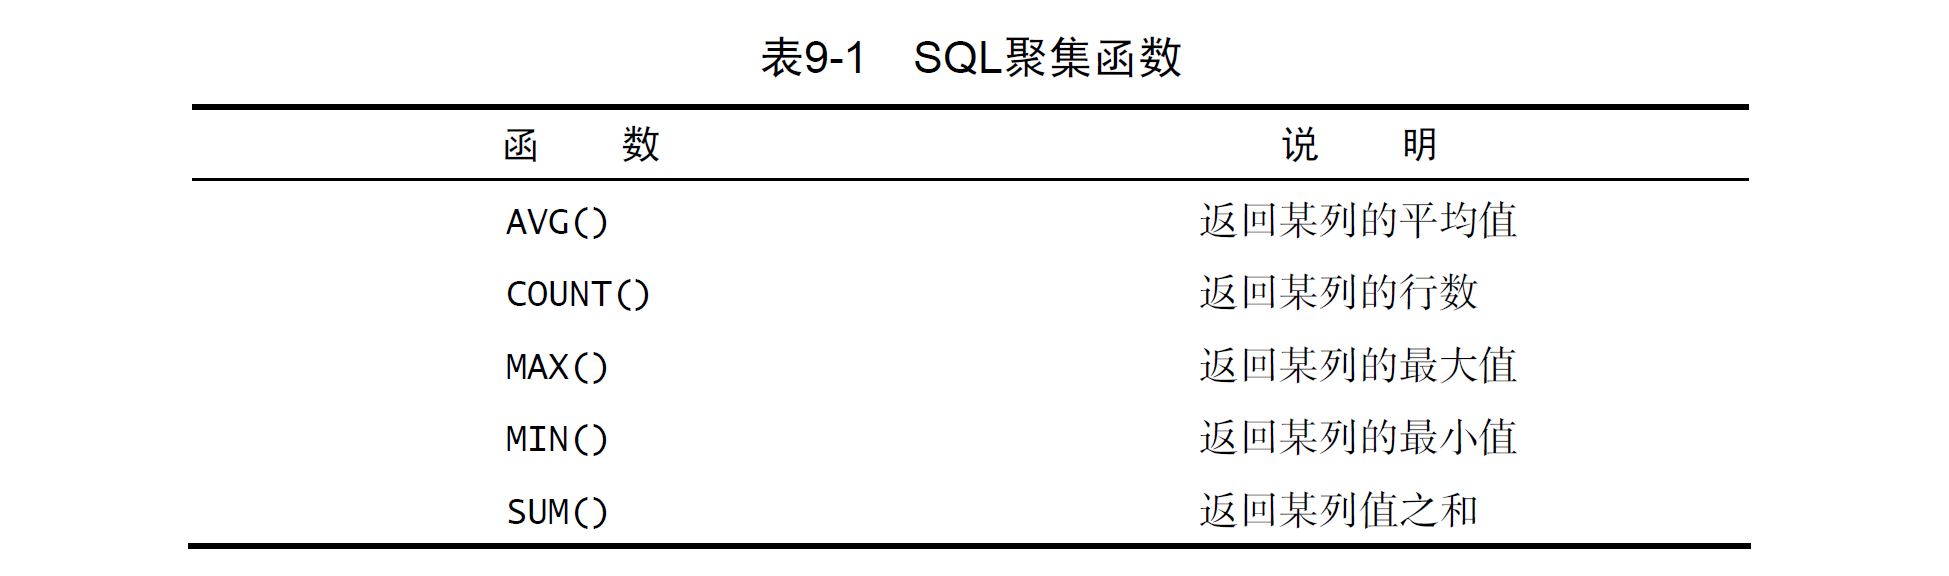 表9-1 SQL聚集函数
函 数 说 明
AVG() 返回某列的平均值
COUNT() 返回某列的行数
MAX() 返回某列的最大值
MIN() 返回某列的最小值
SUM() 返回某列值之和